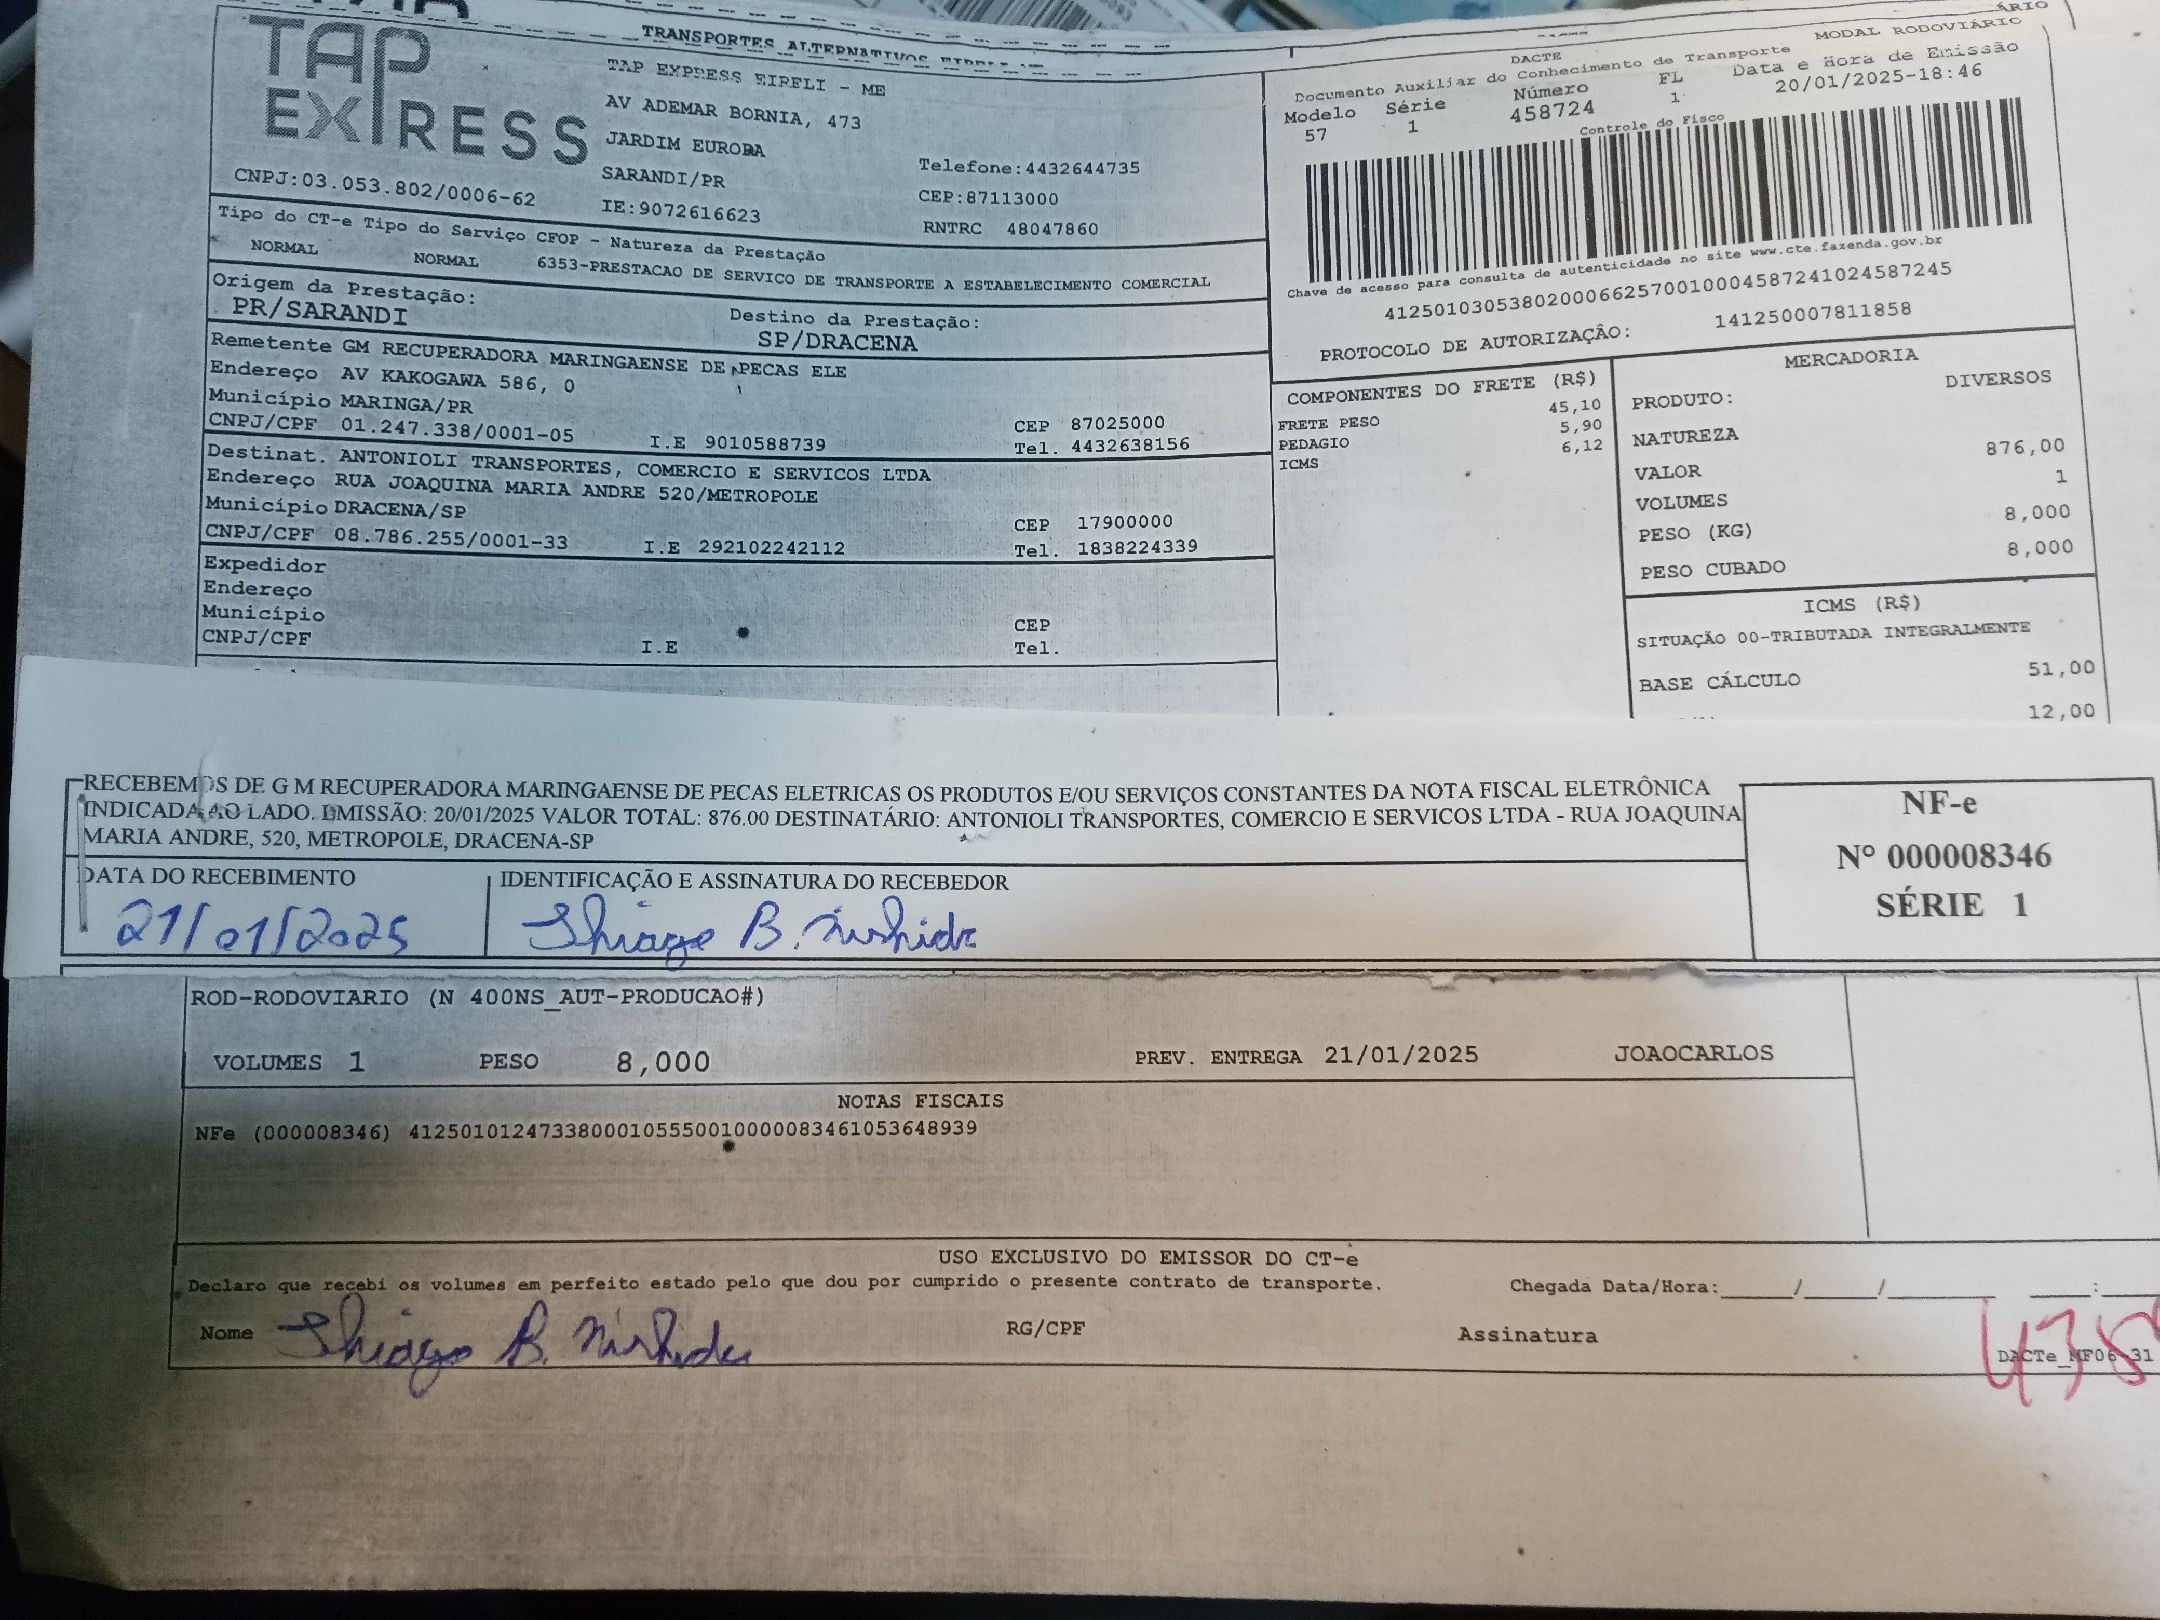 TRANSPORTES ALTERNATIVOS EIRELI
TAP
EXPRESS
TAP EXPRESS EIRELI - ME
AV ADEMAR BORNIA, 473
JARDIM EUROPA
SARANDI/PR
IE:9072616623
Telefone:4432644735
CEP:87113000
RNTRC 48047860
CNPJ:03.053.802/0006-62
Tipo do CT-e Tipo do Serviço CFOP - Natureza da Prestação
NORMAL NORMAL 6353-PRESTACAO DE SERVICO DE TRANSPORTE A ESTABELECIMENTO COMERCIAL
Origem da Prestação: Destino da Prestação:
PR/SARANDI SP/DRACENA
Remetente GM RECUPERADORA MARINGAENSE DE PECAS ELE
Endereço AV KAKOGAWA 586, 0
Município MARINGA/PR CEP 87025000
CNPJ/CPF 01.247.338/0001-05 I.E 9010588739 Tel. 4432638156
Destinat. ANTONIOLI TRANSPORTES, COMERCIO E SERVICOS LTDA
Endereço RUA JOAQUINA MARIA ANDRE 520/METROPOLE
Município DRACENA/SP CEP 17900000
CNPJ/CPF 08.786.255/0001-33 I.E 292102242112 Tel. 1838224339
Expedidor
Endereço
Município CEP
CNPJ/CPF I.E Tel.
ÁRIO
MODAL RODOVIÁRIO
DACTE
Documento Auxiliar do Conhecimento de Transporte
Modelo Série Número FL Data e Hora de Emissão
57 1 458724 1 20/01/2025-18:46
Controle do Fisco
Chave de acesso para consulta de autenticidade no site www.cte.fazenda.gov.br
41250103053802000662570010004587241024587245
PROTOCOLO DE AUTORIZAÇÃO: 141250007811858
COMPONENTES DO FRETE (R$)
FRETE PESO 45,10
PEDAGIO 5,90
ICMS 6,12
MERCADORIA
PRODUTO: DIVERSOS
NATUREZA
VALOR 876,00
VOLUMES 1
PESO (KG) 8,000
PESO CUBADO 8,000
ICMS (R$)
SITUAÇÃO 00-TRIBUTADA INTEGRALMENTE
BASE CÁLCULO 51,00
12,00
RECEBEMOS DE G M RECUPERADORA MARINGAENSE DE PECAS ELETRICAS OS PRODUTOS E/OU SERVIÇOS CONSTANTES DA NOTA FISCAL ELETRÔNICA
INDICADA AO LADO. EMISSÃO: 20/01/2025 VALOR TOTAL: 876.00 DESTINATÁRIO: ANTONIOLI TRANSPORTES, COMERCIO E SERVICOS LTDA - RUA JOAQUINA
MARIA ANDRE, 520, METROPOLE, DRACENA-SP
DATA DO RECEBIMENTO IDENTIFICAÇÃO E ASSINATURA DO RECEBEDOR
21/01/2025 Thiago B. Nishida
NF-e
Nº 000008346
SÉRIE 1
ROD-RODOVIARIO (N 400NS_AUT-PRODUCAO#)
VOLUMES 1 PESO 8,000 PREV. ENTREGA 21/01/2025 JOAOCARLOS
NOTAS FISCAIS
NFe (000008346) 41250101247338000105550010000083461053648939
USO EXCLUSIVO DO EMISSOR DO CT-e
Declaro que recebi os volumes em perfeito estado pelo que dou por cumprido o presente contrato de transporte. Chegada Data/Hora:_____/_____/_______ ____:____
Nome Thiago B. Nishida RG/CPF Assinatura
DACTe_MF06-31